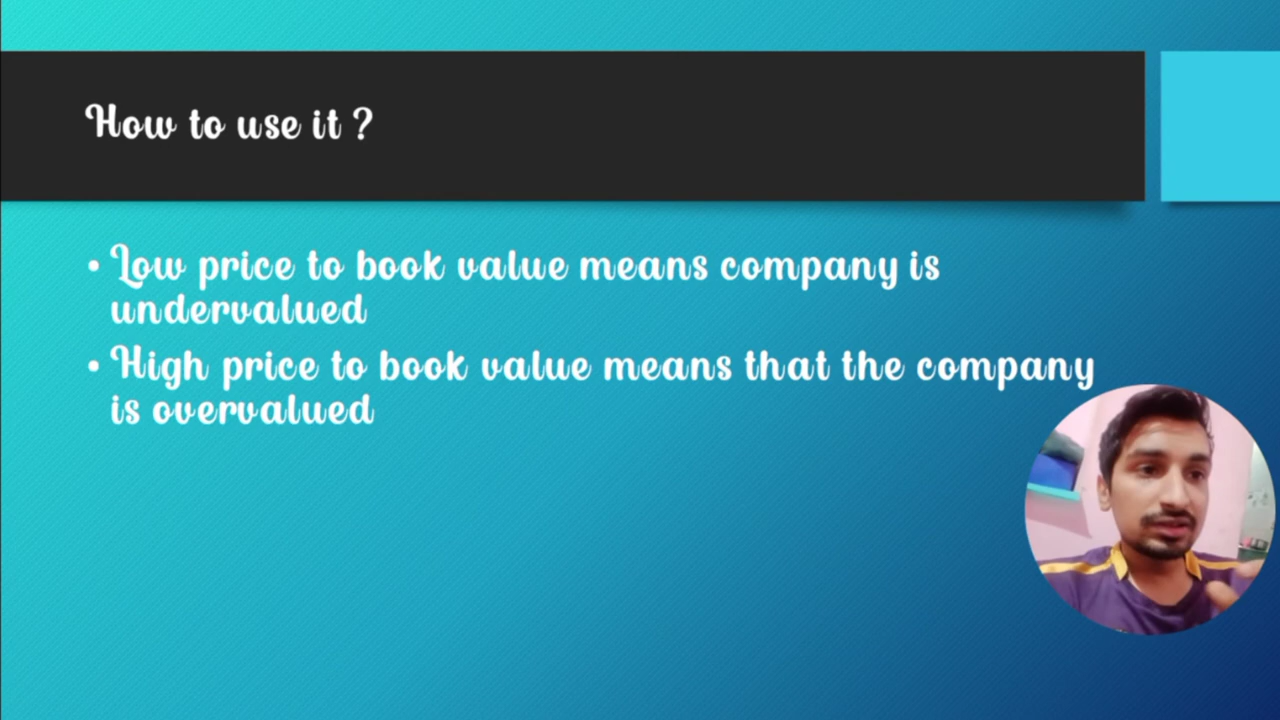 How to use it ?
• Low price to book value means company is
undervalued
• High price to book value means that the company
is overvalued